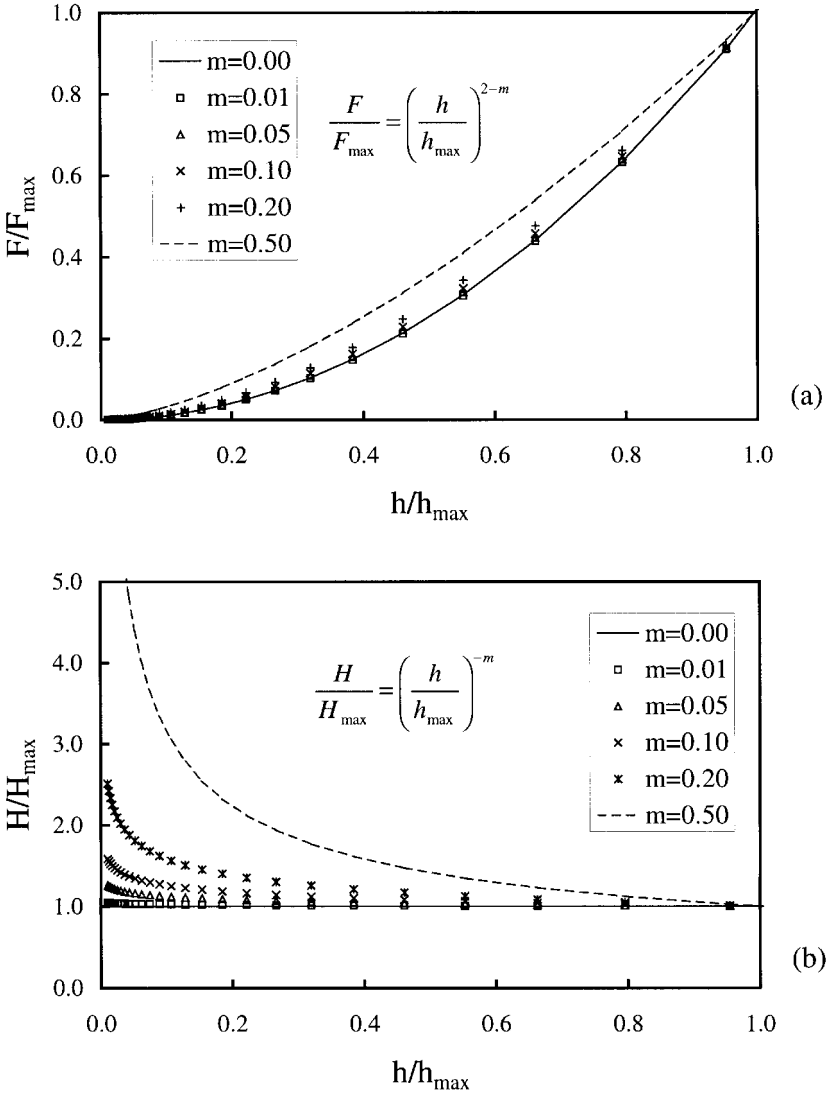 1.0
0.8
0.6
0.4
0.2
0.0
F/F_max
m=0.00
m=0.01
m=0.05
m=0.10
m=0.20
m=0.50
F/F_max = (h/h_max)^{2-m}
0.0 0.2 0.4 0.6 0.8 1.0
h/h_max
(a)
5.0
4.0
3.0
2.0
1.0
0.0
H/H_max
H/H_max = (h/h_max)^{-m}
m=0.00
m=0.01
m=0.05
m=0.10
m=0.20
m=0.50
0.0 0.2 0.4 0.6 0.8 1.0
h/h_max
(b)